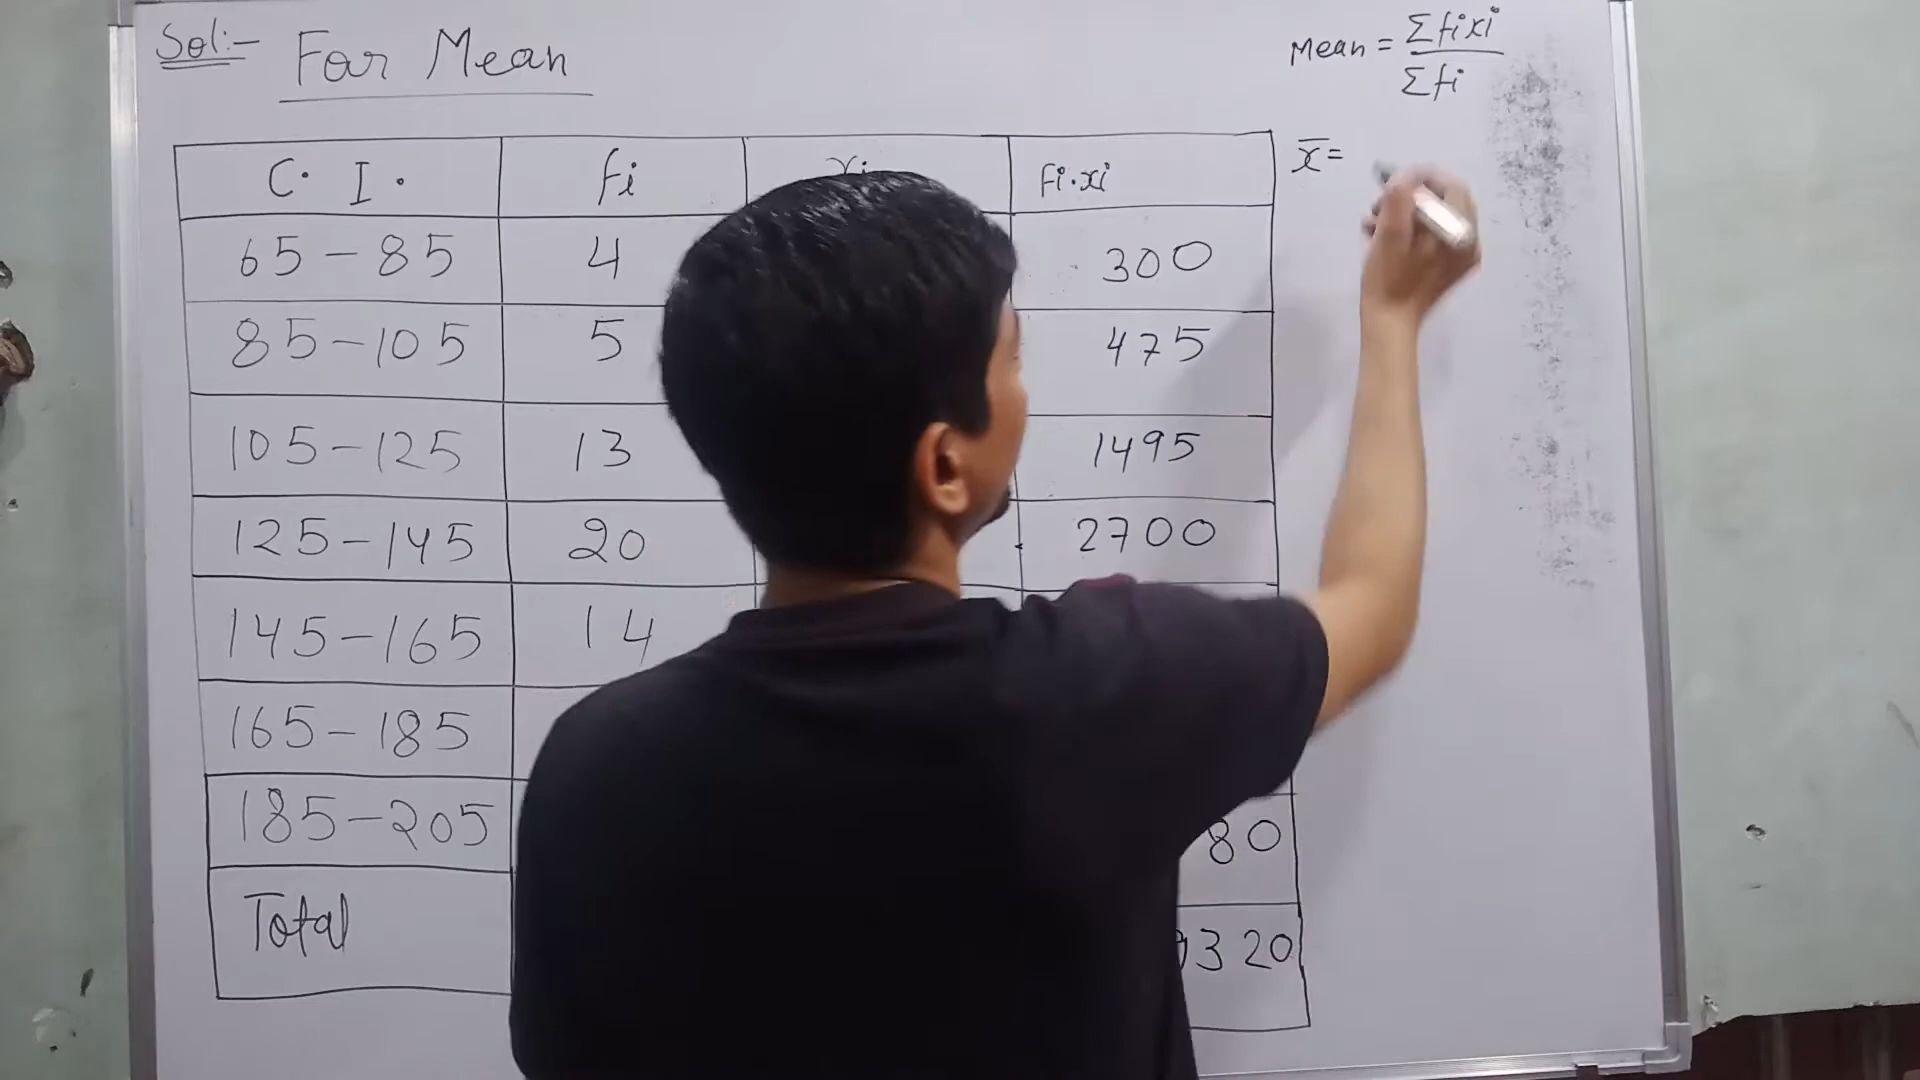 Sol:- For Mean
Mean = Σfixi / Σfi
x̄ =
C. I. fi xi fi.xi
65-85 4 300
85-105 5 475
105-125 13 1495
125-145 20 2700
145-165 14
165-185
185-205 80
Total 320